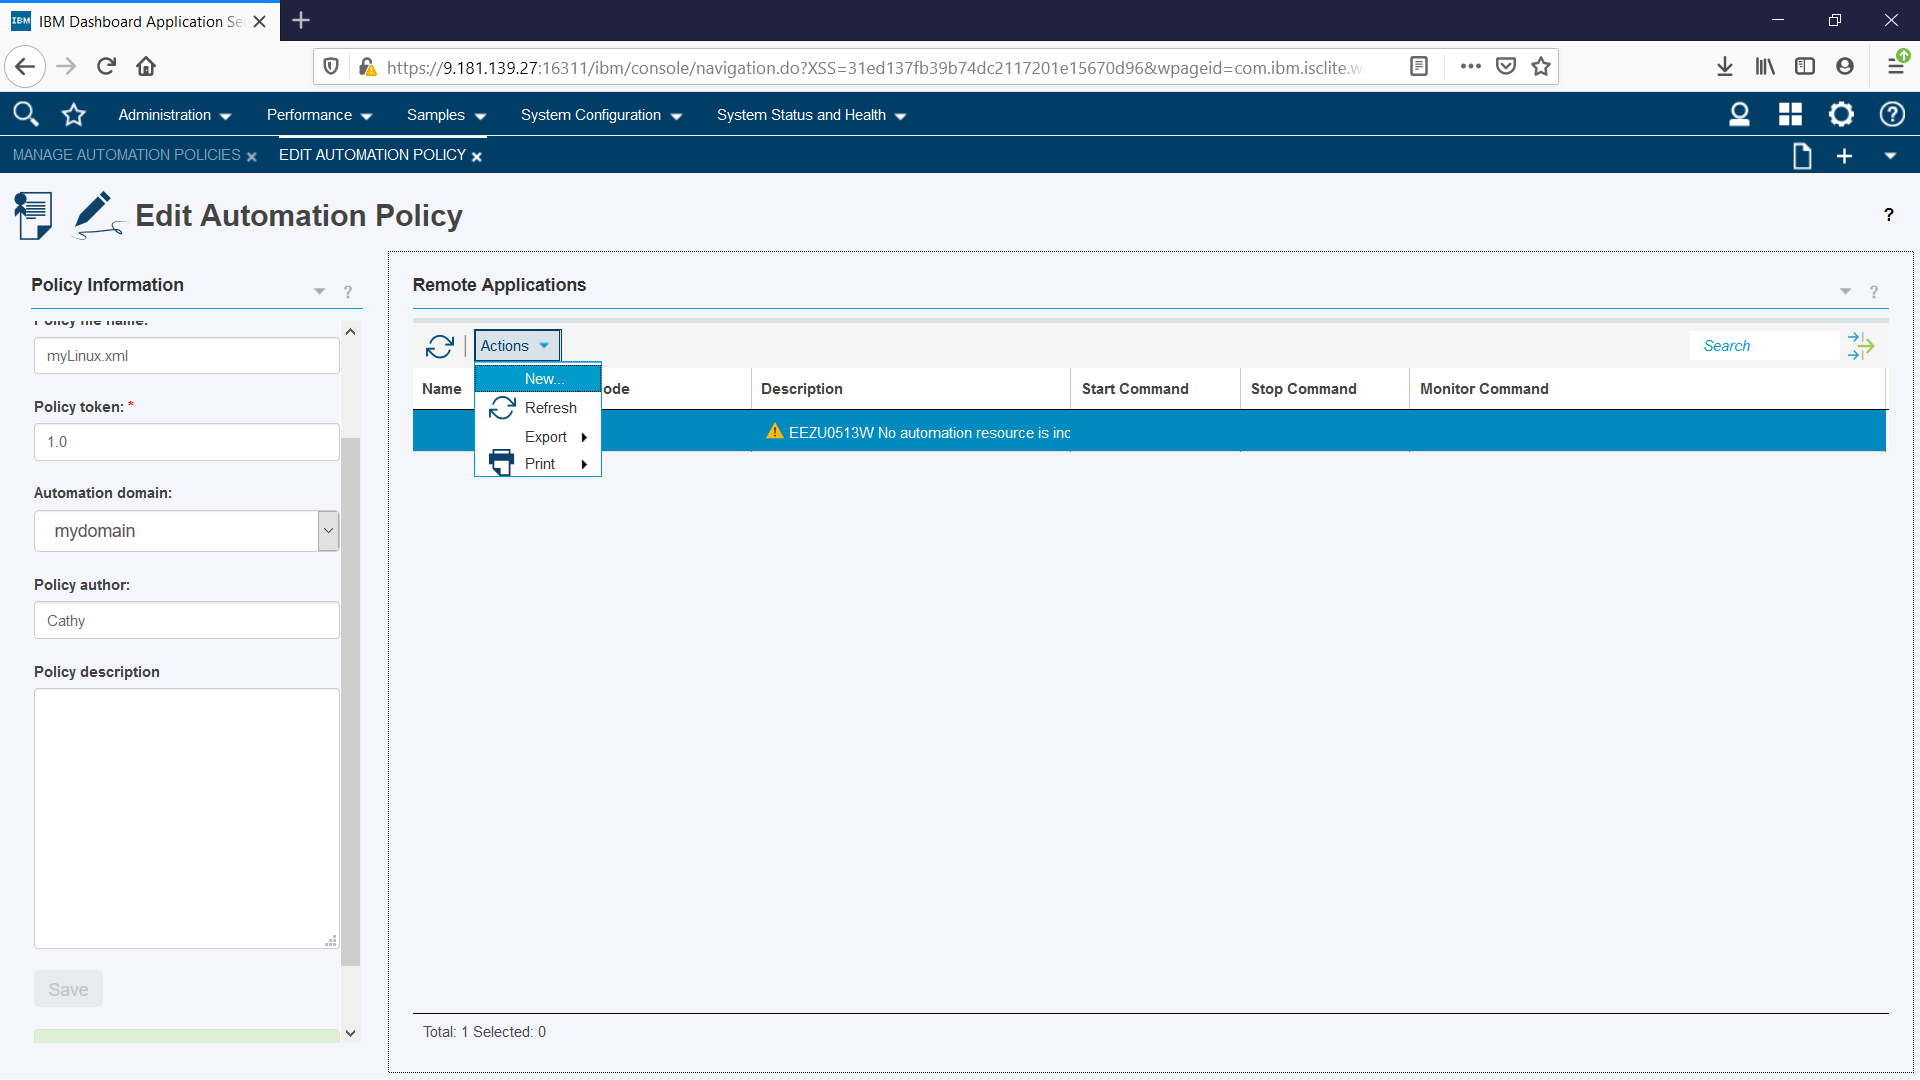 IBM Dashboard Application Se
https://9.181.139.27:16311/ibm/console/navigation.do?XSS=31ed137fb39b74dc2117201e15670d96&wpageid=com.ibm.isclite.w
Administration Performance Samples System Configuration System Status and Health
MANAGE AUTOMATION POLICIES EDIT AUTOMATION POLICY
Edit Automation Policy
?
Policy Information
?
Policy file name:
myLinux.xml
Policy token: *
1.0
Automation domain:
mydomain
Policy author:
Cathy
Policy description
Save
Remote Applications
?
Actions
Search
New...
Refresh
Export
Print
Name ode Description Start Command Stop Command Monitor Command
EEZU0513W No automation resource is inc
Total: 1 Selected: 0